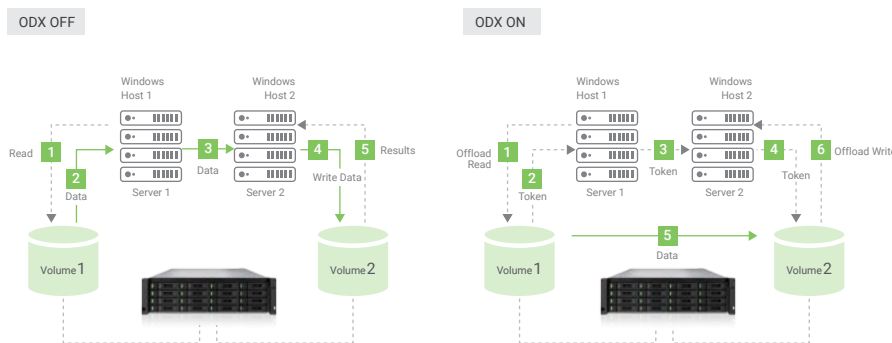 ODX OFF
Windows
Host 1
Windows
Host 2
Read
1
2
Data
3
Data
4
Write Data
5
Results
Server 1
Server 2
Volume1
Volume2
ODX ON
Windows
Host 1
Windows
Host 2
Offload
Read
1
2
Token
3
Token
4
Token
6
Offload Write
Server 1
Server 2
5
Data
Volume1
Volume2